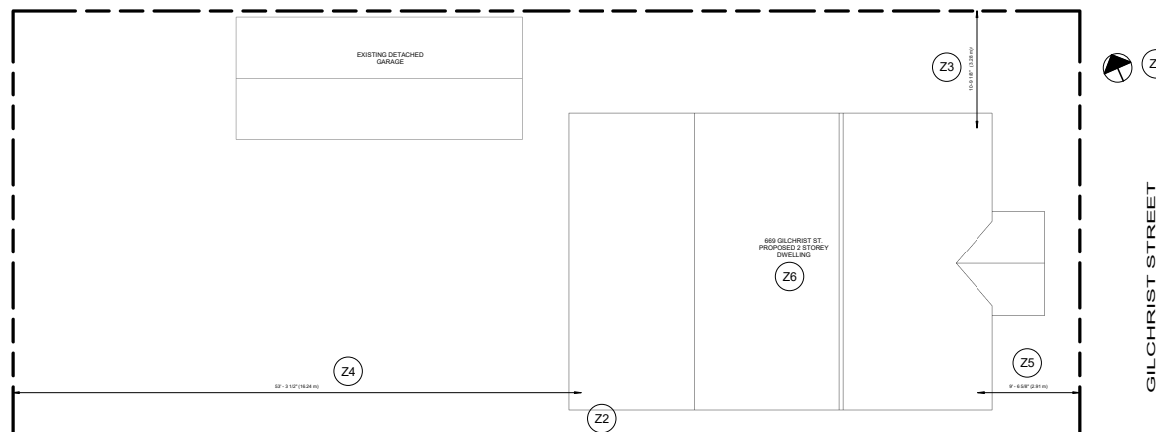 EXISTING DETACHED
GARAGE
Z3
10'-9 1/8" (3.28 m)
Z
GILCHRIST STREET
669 GILCHRIST ST.
PROPOSED 2 STOREY
DWELLING
Z6
Z4
53' - 3 1/2" (16.24 m)
Z5
9' - 6 5/8" (2.91 m)
Z2